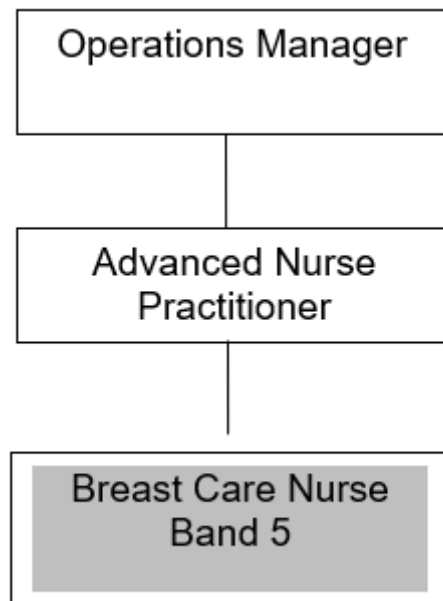 Operations Manager
Advanced Nurse
Practitioner
Breast Care Nurse
Band 5